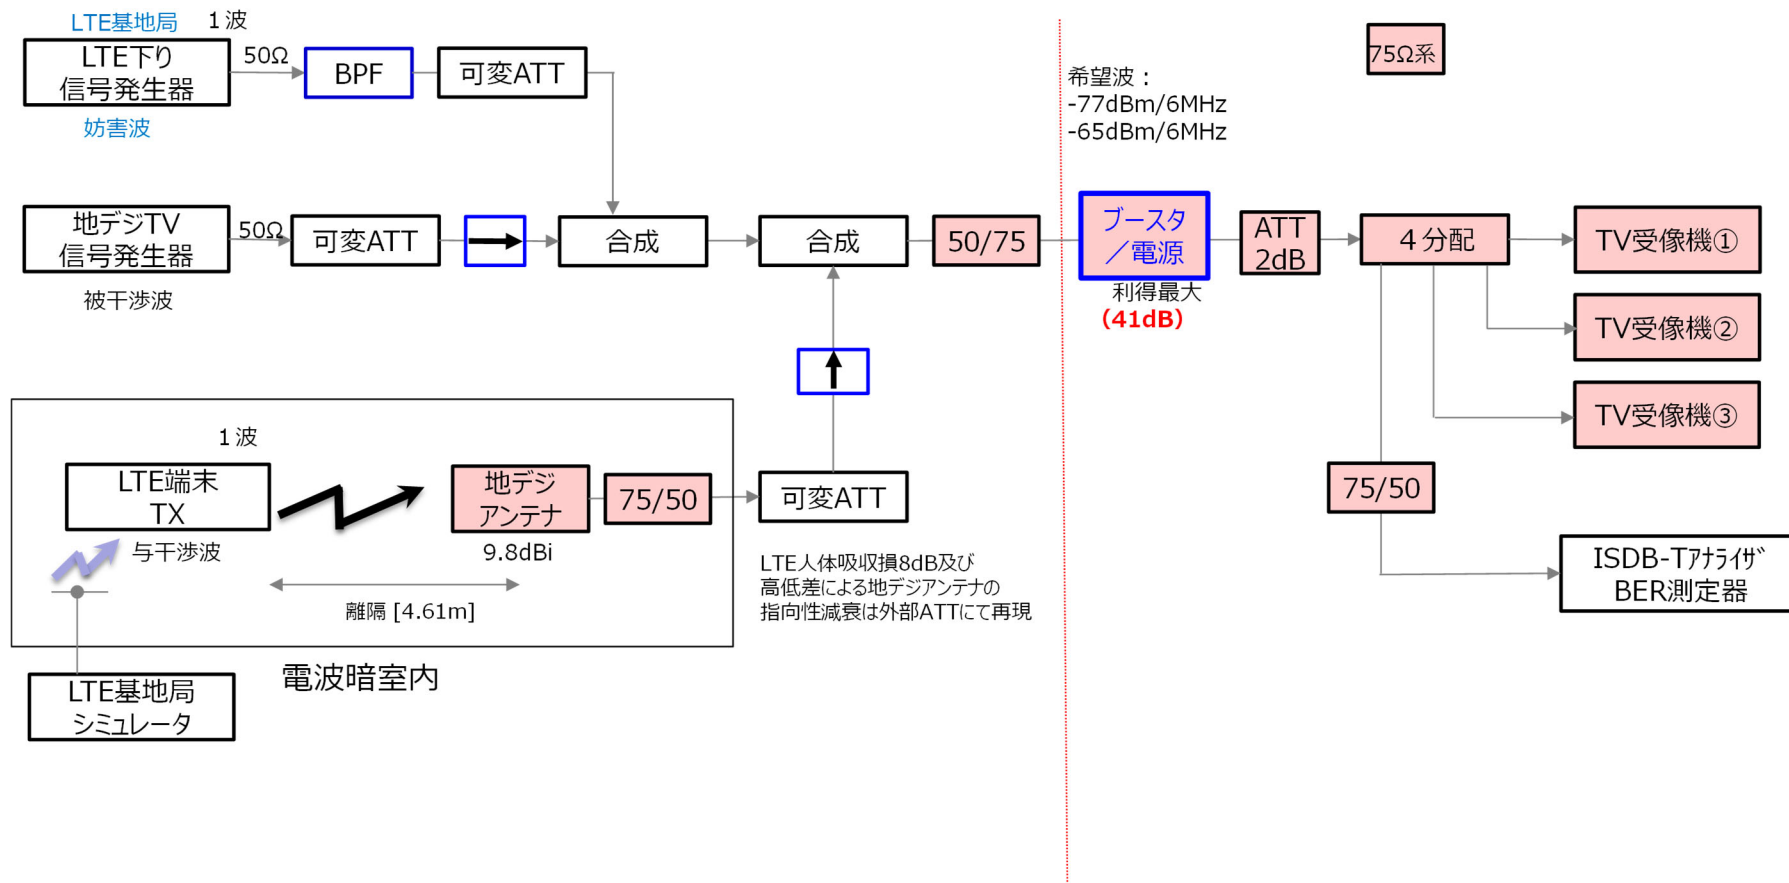 LTE基地局 1波
LTE下り
信号発生器
50Ω
BPF
可変ATT
妨害波
希望波：
-77dBm/6MHz
-65dBm/6MHz
75Ω系
地デジTV
信号発生器
50Ω
可変ATT
合成
合成
50/75
ブースタ
／電源
ATT
2dB
4分配
TV受像機①
被干渉波
利得最大
（41dB）
TV受像機②
TV受像機③
1波
LTE端末
TX
地デジ
アンテナ
75/50
可変ATT
75/50
与干渉波
9.8dBi
離隔 [4.61m]
LTE人体吸収損8dB及び
高低差による地デジアンテナの
指向性減衰は外部ATTにて再現
ISDB-Tｱﾅﾗｲｻﾞ
BER測定器
電波暗室内
LTE基地局
シミュレータ